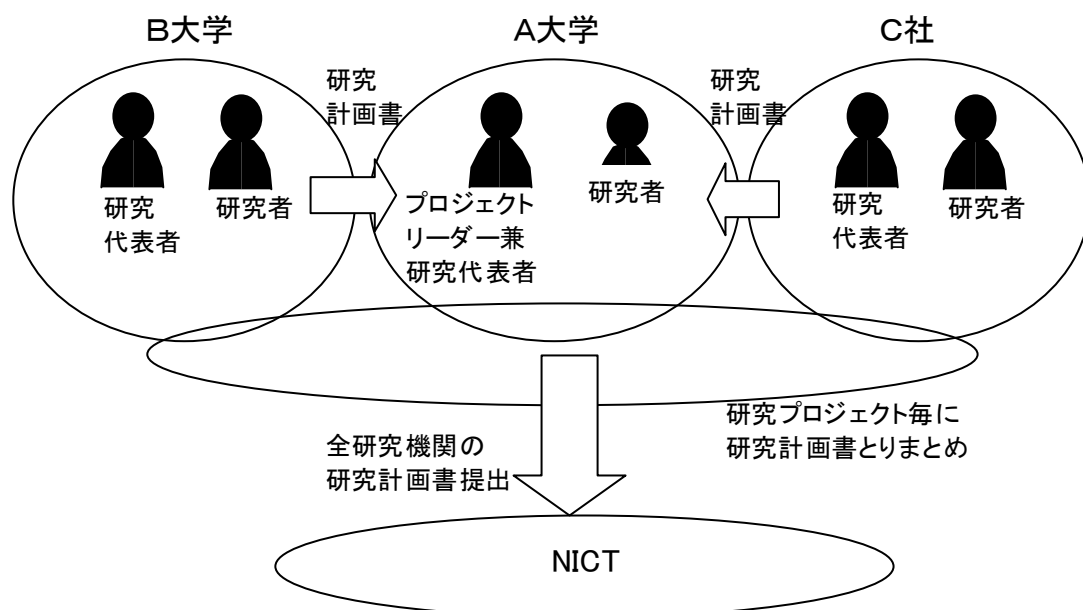 B大学
A大学
C社
研究
計画書
研究
計画書
研究
代表者
研究者
プロジェクト
リーダー兼
研究代表者
研究者
研究
代表者
研究者
全研究機関の
研究計画書提出
研究プロジェクト毎に
研究計画書とりまとめ
NICT